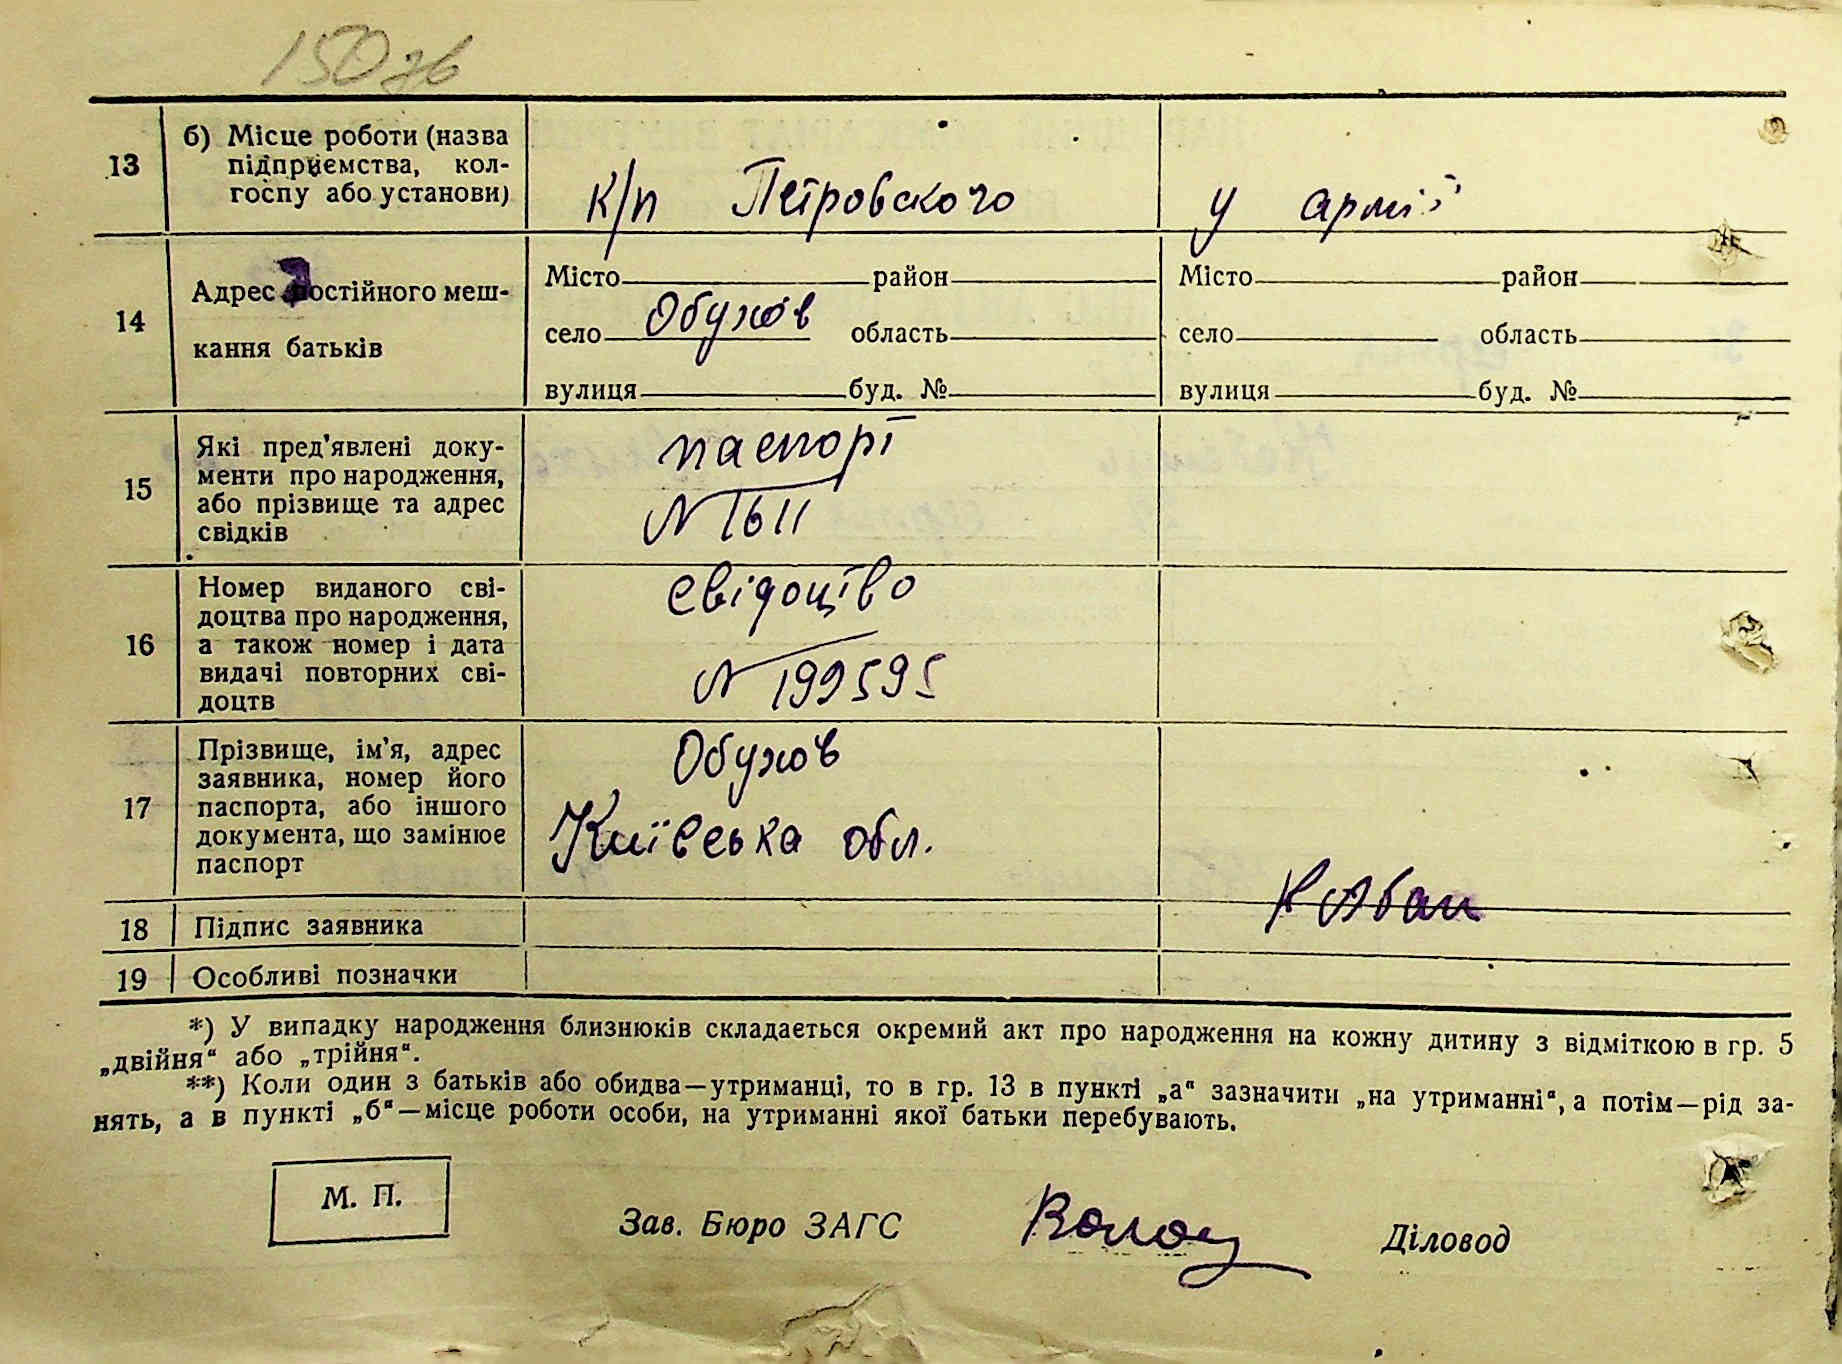 150 зв
13
б) Місце роботи (назва
підприємства, кол-
госпу або установи)
к/п Петровского
у армії
14
Адрес постійного меш-
кання батьків
Місто район
село Обухов область
вулиця буд. №
Місто район
село область
вулиця буд. №
15
Які пред'явлені доку-
менти про народження,
або прізвище та адрес
свідків
паспорт
№ 1611
16
Номер виданого сві-
доцтва про народження,
а також номер і дата
видачі повторних сві-
доцтв
свідоцтво
№ 199595
17
Прізвище, ім'я, адрес
заявника, номер його
паспорта, або іншого
документа, що замінює
паспорт
Обухов
Київська обл.
18
Підпис заявника
19
Особливі позначки
*) У випадку народження близнюків складається окремий акт про народження на кожну дитину з відміткою в гр. 5
„двійня“ або „трійня“.
**) Коли один з батьків або обидва—утриманці, то в гр. 13 в пункті „а“ зазначити „на утриманні“, а потім—рід за-
нять, а в пункті „б“—місце роботи особи, на утриманні якої батьки перебувають.
М. П.
Зав. Бюро ЗАГС
Діловод